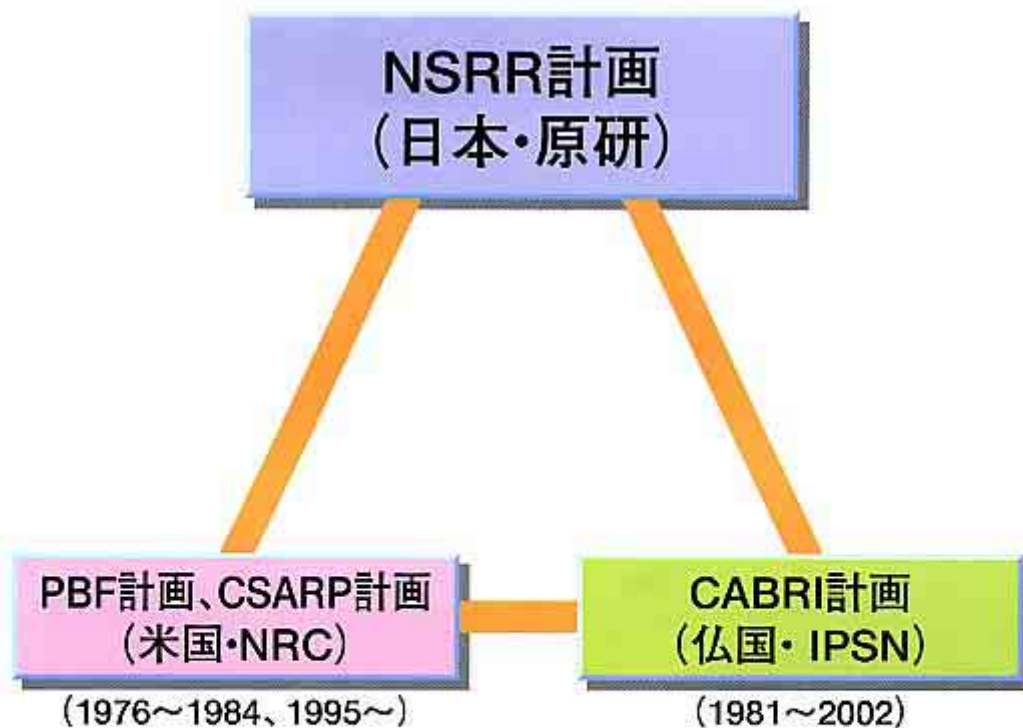 NSRR計画
(日本・原研)
PBF計画、CSARP計画
(米国・NRC)
(1976～1984、1995～)
CABRI計画
(仏国・ IPSN)
(1981～2002)